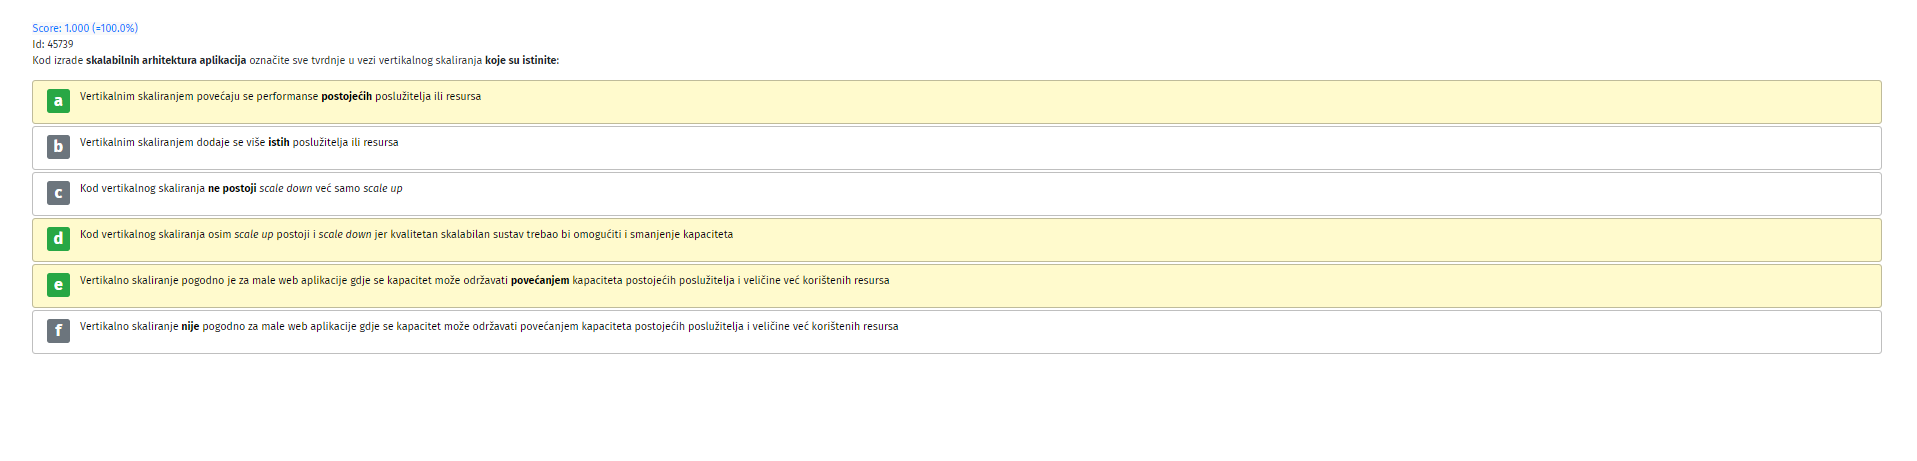 Score: 1.000 (=100.0%)
Id: 45739
Kod izrade skalabilnih arhitektura aplikacija označite sve tvrdnje u vezi vertikalnog skaliranja koje su istinite:
a Vertikalnim skaliranjem povećaju se performanse postojećih poslužitelja ili resursa
b Vertikalnim skaliranjem dodaje se više istih poslužitelja ili resursa
c Kod vertikalnog skaliranja ne postoji scale down već samo scale up
d Kod vertikalnog skaliranja osim scale up postoji i scale down jer kvalitetan skalabilan sustav trebao bi omogućiti i smanjenje kapaciteta
e Vertikalno skaliranje pogodno je za male web aplikacije gdje se kapacitet može održavati povećanjem kapaciteta postojećih poslužitelja i veličine već korištenih resursa
f Vertikalno skaliranje nije pogodno za male web aplikacije gdje se kapacitet može održavati povećanjem kapaciteta postojećih poslužitelja i veličine već korištenih resursa